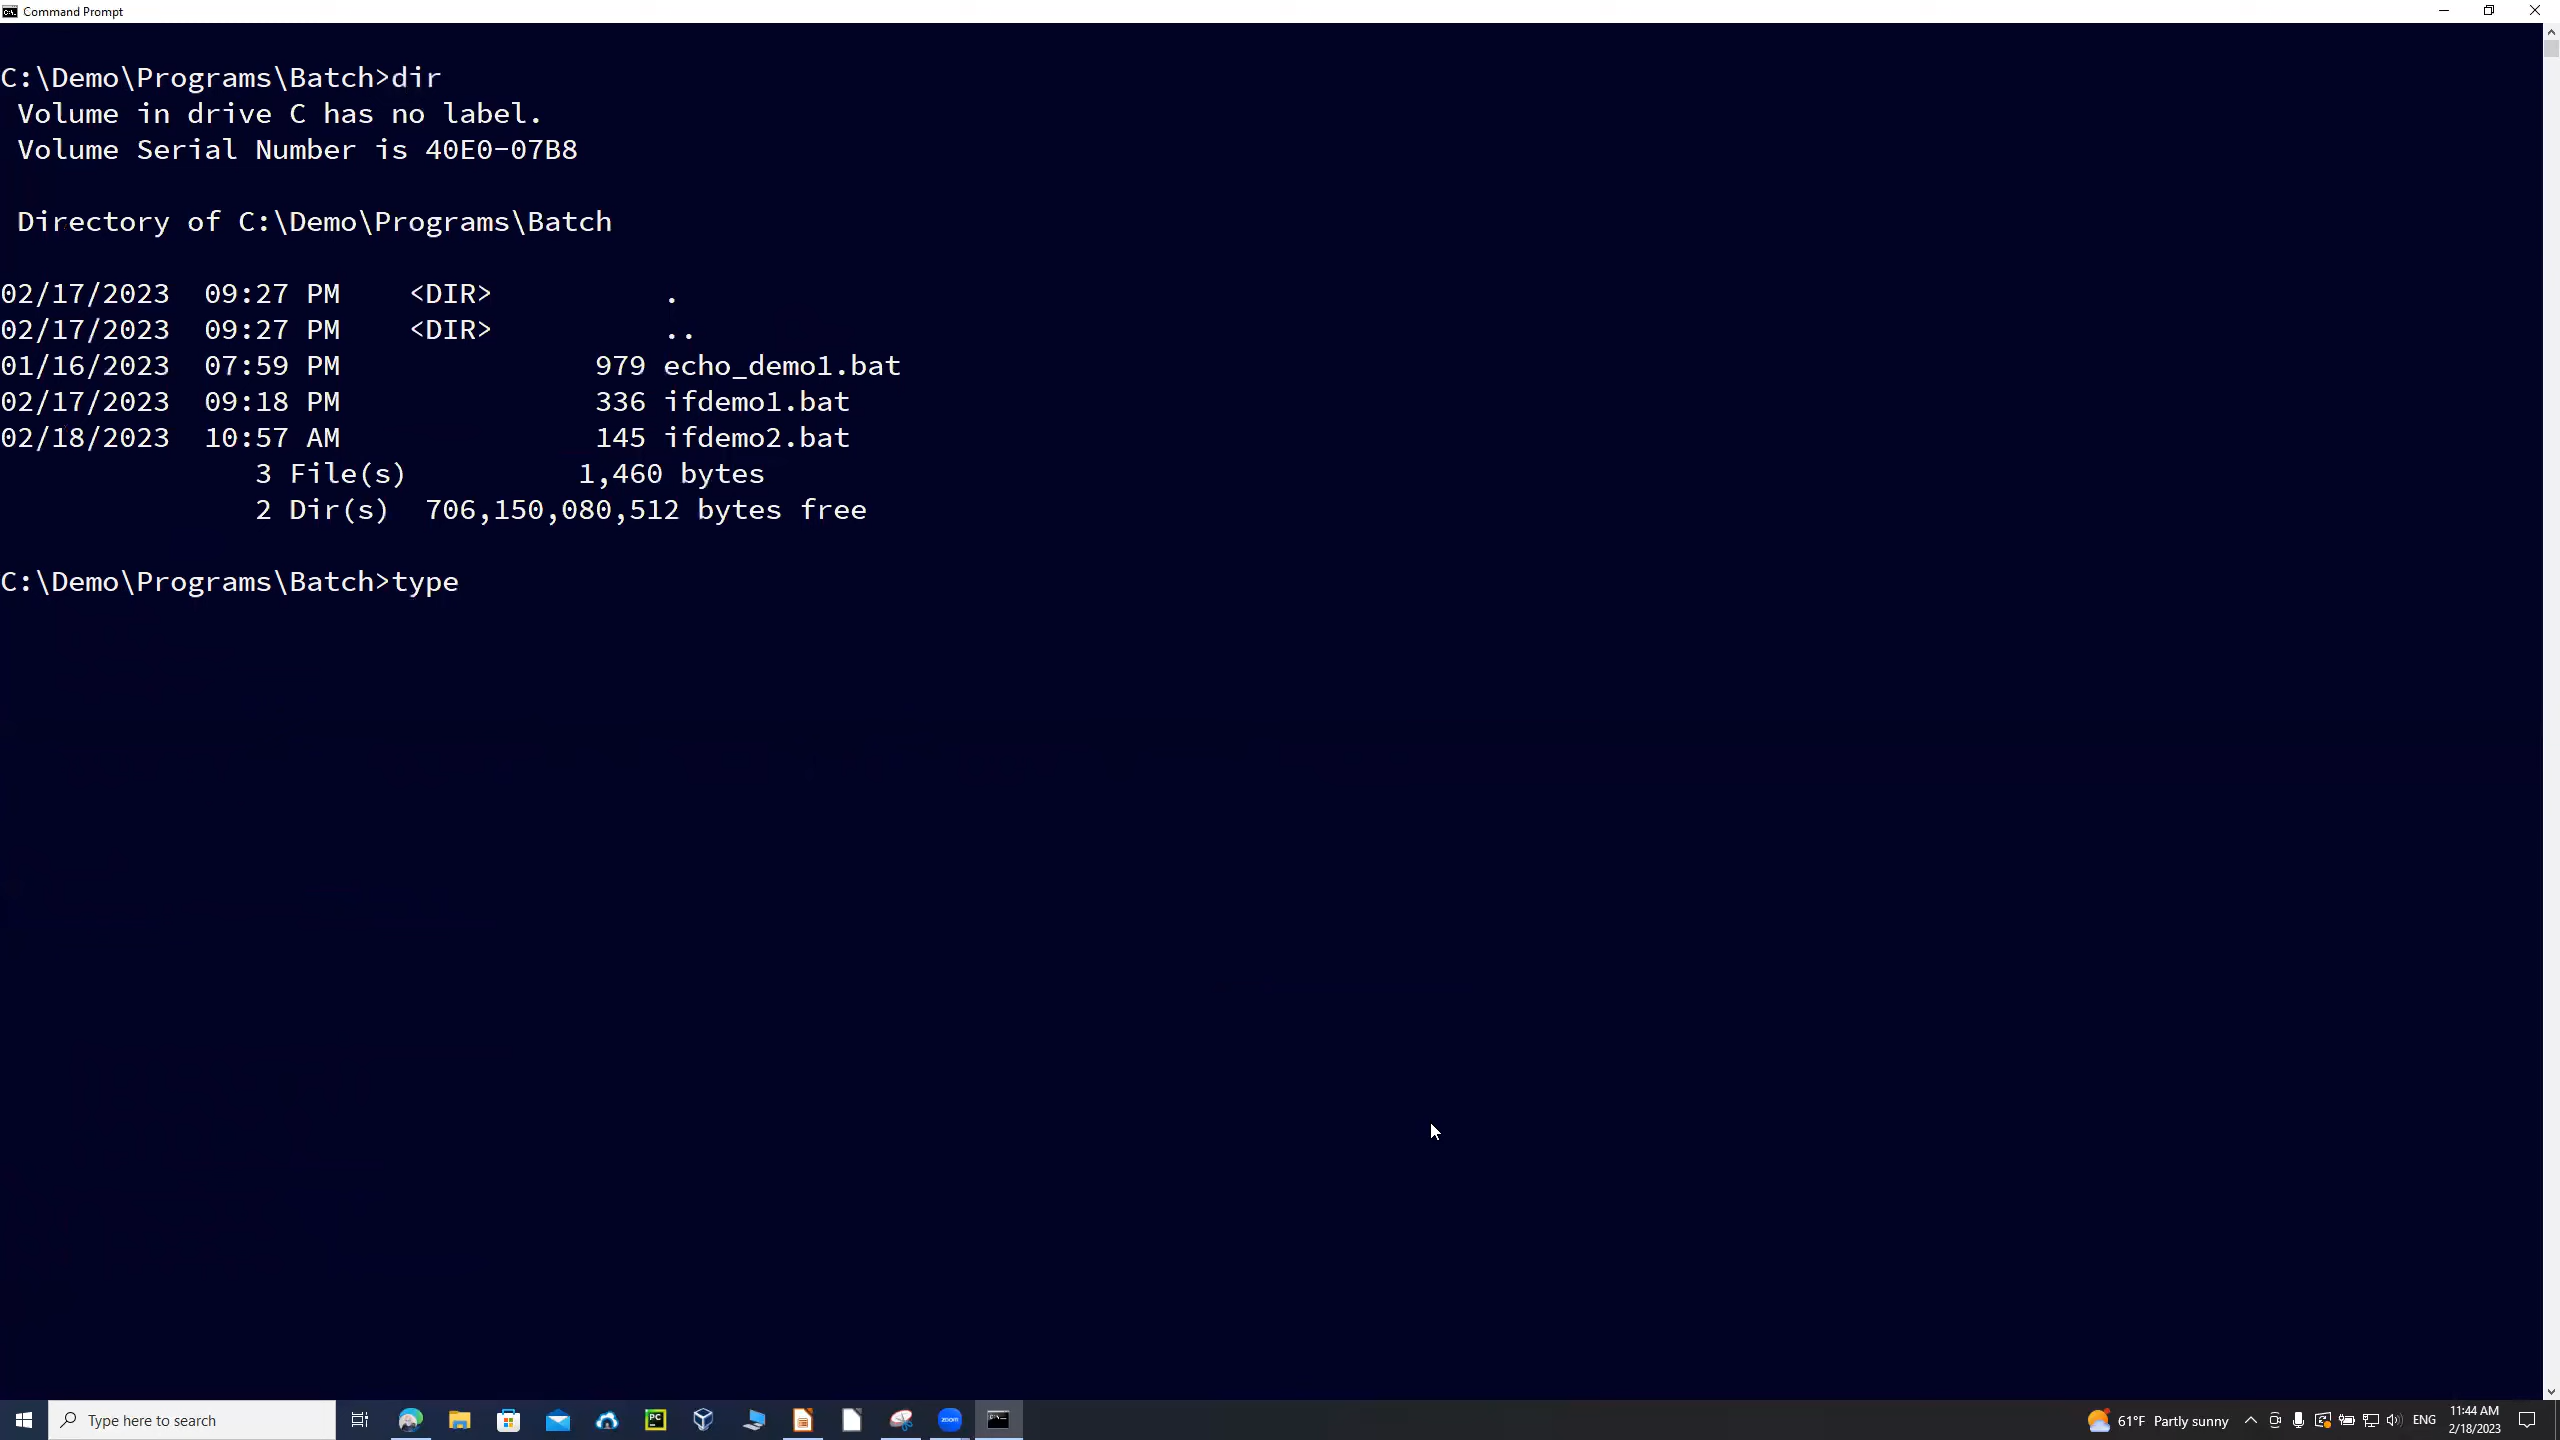 Command Prompt
C:\Demo\Programs\Batch>dir
Volume in drive C has no label.
Volume Serial Number is 40E0-07B8
Directory of C:\Demo\Programs\Batch
02/17/2023  09:27 PM    <DIR>          .
02/17/2023  09:27 PM    <DIR>          ..
01/16/2023  07:59 PM               979 echo_demo1.bat
02/17/2023  09:18 PM               336 ifdemo1.bat
02/18/2023  10:57 AM               145 ifdemo2.bat
3 File(s)          1,460 bytes
2 Dir(s)  706,150,080,512 bytes free
C:\Demo\Programs\Batch>type
Type here to search
PC
zoom
61°F Partly sunny
ENG
11:44 AM
2/18/2023